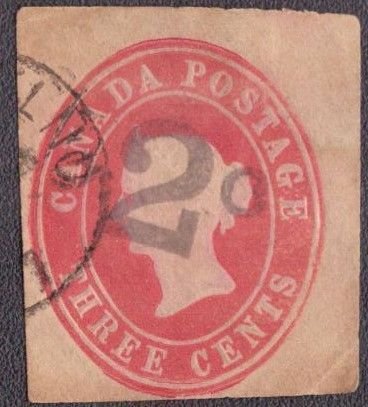 CANADA POSTAGE
2c
THREE CENTS